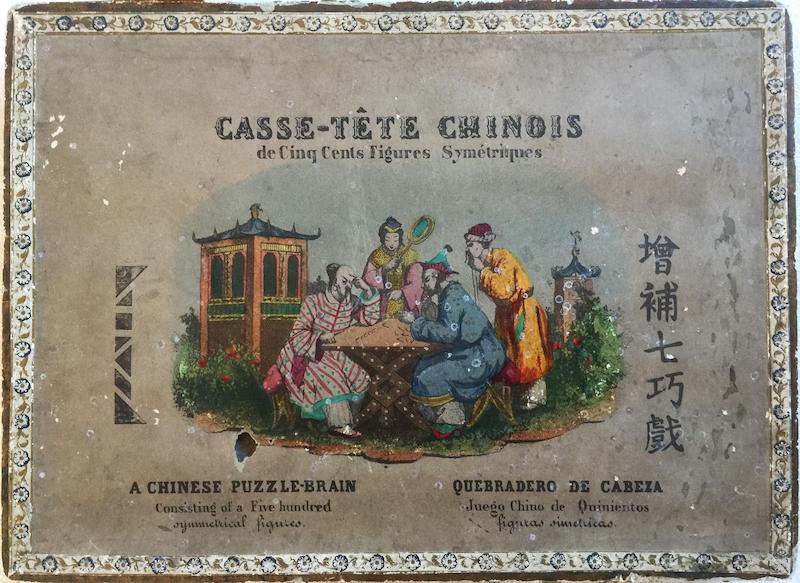 CASSE-TÊTE CHINOIS
de Cinq Cents Figures Symétriques
增補七巧戲
A CHINESE PUZZLE-BRAIN
Consisting of a Five hundred
symmetrical figures.
QUEBRADERO DE CABEZA
Juego Chino de Quinientos
figuras simetricas.